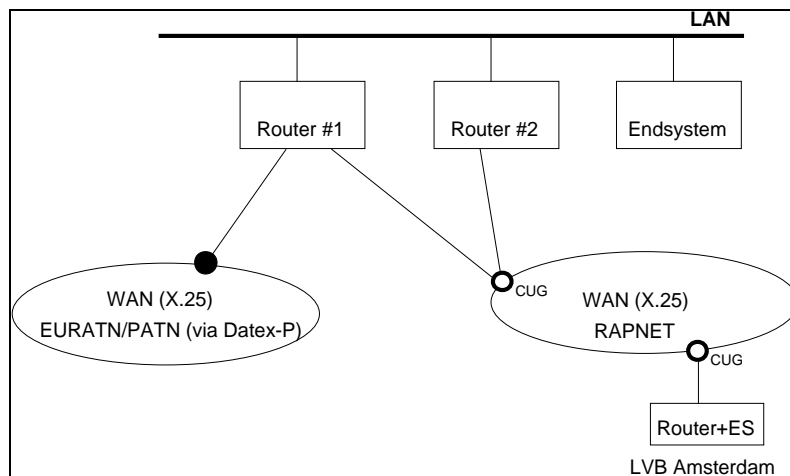 LAN
Router #1
Router #2
Endsystem
WAN (X.25)
EURATN/PATN (via Datex-P)
CUG
WAN (X.25)
RAPNET
CUG
Router+ES
LVB Amsterdam